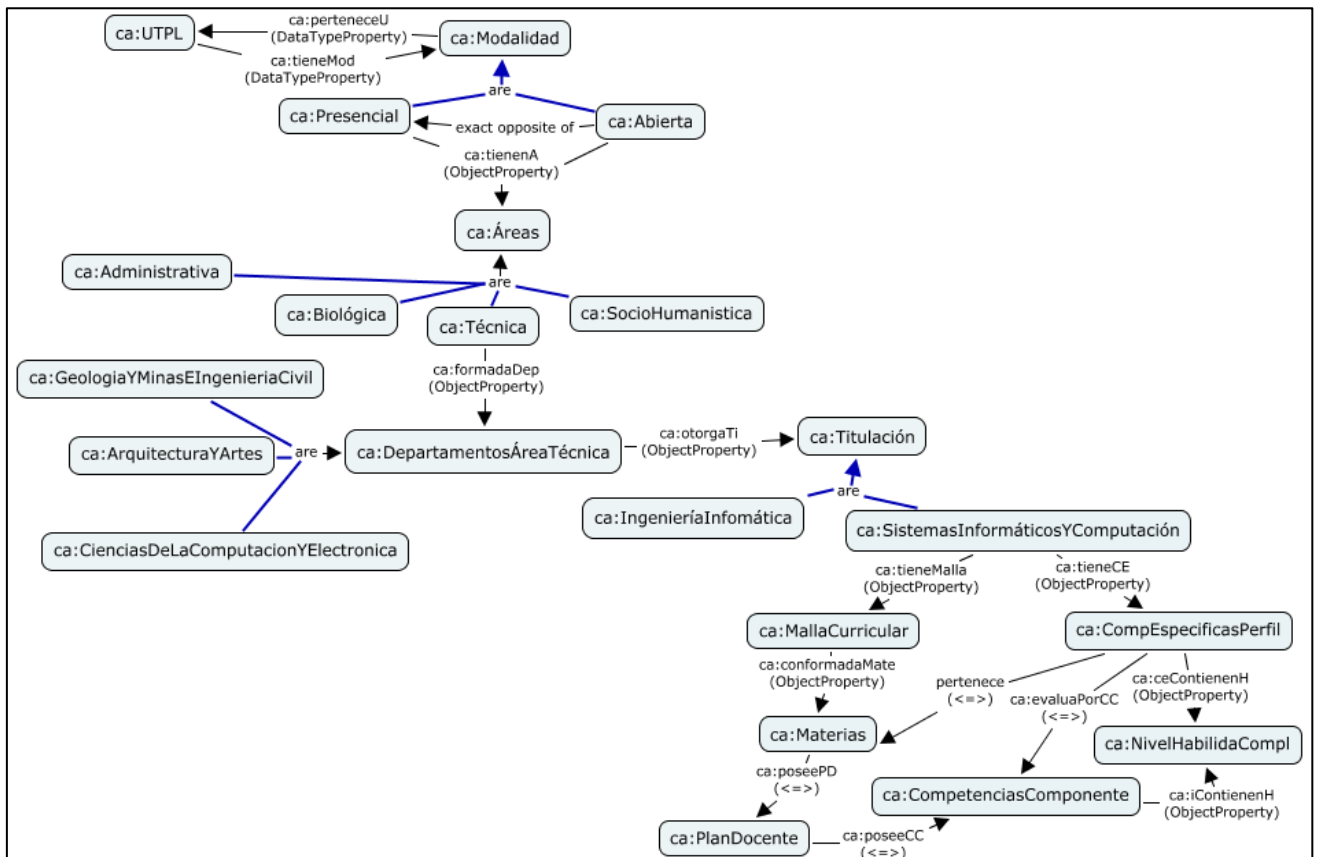 ca:perteneceU
(DataTypeProperty)
ca:UTPL
ca:Modalidad
ca:tieneMod
(DataTypeProperty)
are
ca:Presencial
exact opposite of
ca:Abierta
ca:tienenA
(ObjectProperty)
ca:Áreas
ca:Administrativa
are
ca:Biológica
ca:Técnica
ca:SocioHumanistica
ca:formadaDep
(ObjectProperty)
ca:GeologiaYMinasEIngenieriaCivil
ca:ArquitecturaYArtes
are
ca:DepartamentosÁreaTécnica
ca:otorgaTi
(ObjectProperty)
ca:Titulación
are
ca:IngenieríaInfomática
ca:SistemasInformáticosYComputación
ca:CienciasDeLaComputacionYElectronica
ca:tieneMalla
(ObjectProperty)
ca:tieneCE
(ObjectProperty)
ca:MallaCurricular
ca:CompEspecificasPerfil
ca:conformadaMate
(ObjectProperty)
pertenece
(<=>)
ca:evaluaPorCC
(<=>)
ca:ceContienenH
(ObjectProperty)
ca:Materias
ca:NivelHabilidaCompl
ca:poseePD
(<=>)
ca:CompetenciasComponente
ca:iContienenH
(ObjectProperty)
ca:PlanDocente
ca:poseeCC
(<=>)